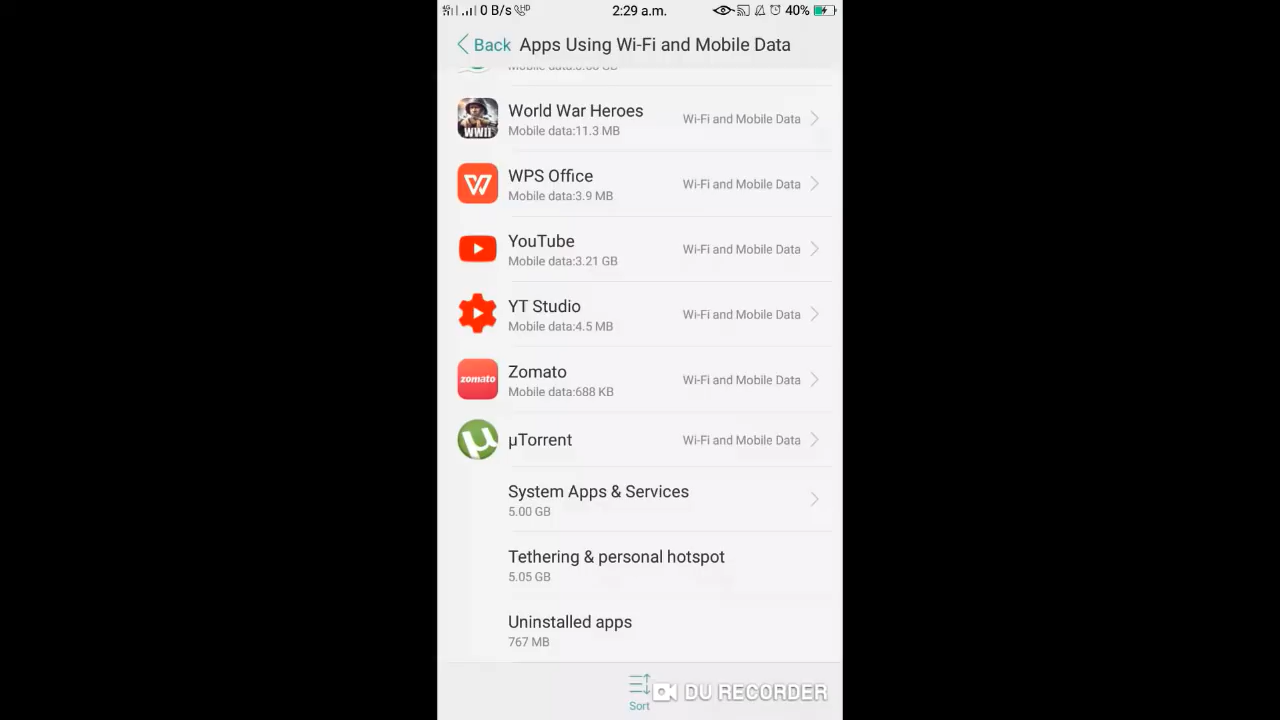 0 B/s HD 2:29 a.m. 40%
Back Apps Using Wi-Fi and Mobile Data
World War Heroes
Mobile data:11.3 MB
Wi-Fi and Mobile Data
WWII
WPS Office
Mobile data:3.9 MB
Wi-Fi and Mobile Data
YouTube
Mobile data:3.21 GB
Wi-Fi and Mobile Data
YT Studio
Mobile data:4.5 MB
Wi-Fi and Mobile Data
zomato
Zomato
Mobile data:688 KB
Wi-Fi and Mobile Data
µTorrent
Wi-Fi and Mobile Data
System Apps & Services
5.00 GB
Tethering & personal hotspot
5.05 GB
Uninstalled apps
767 MB
Sort
DU RECORDER